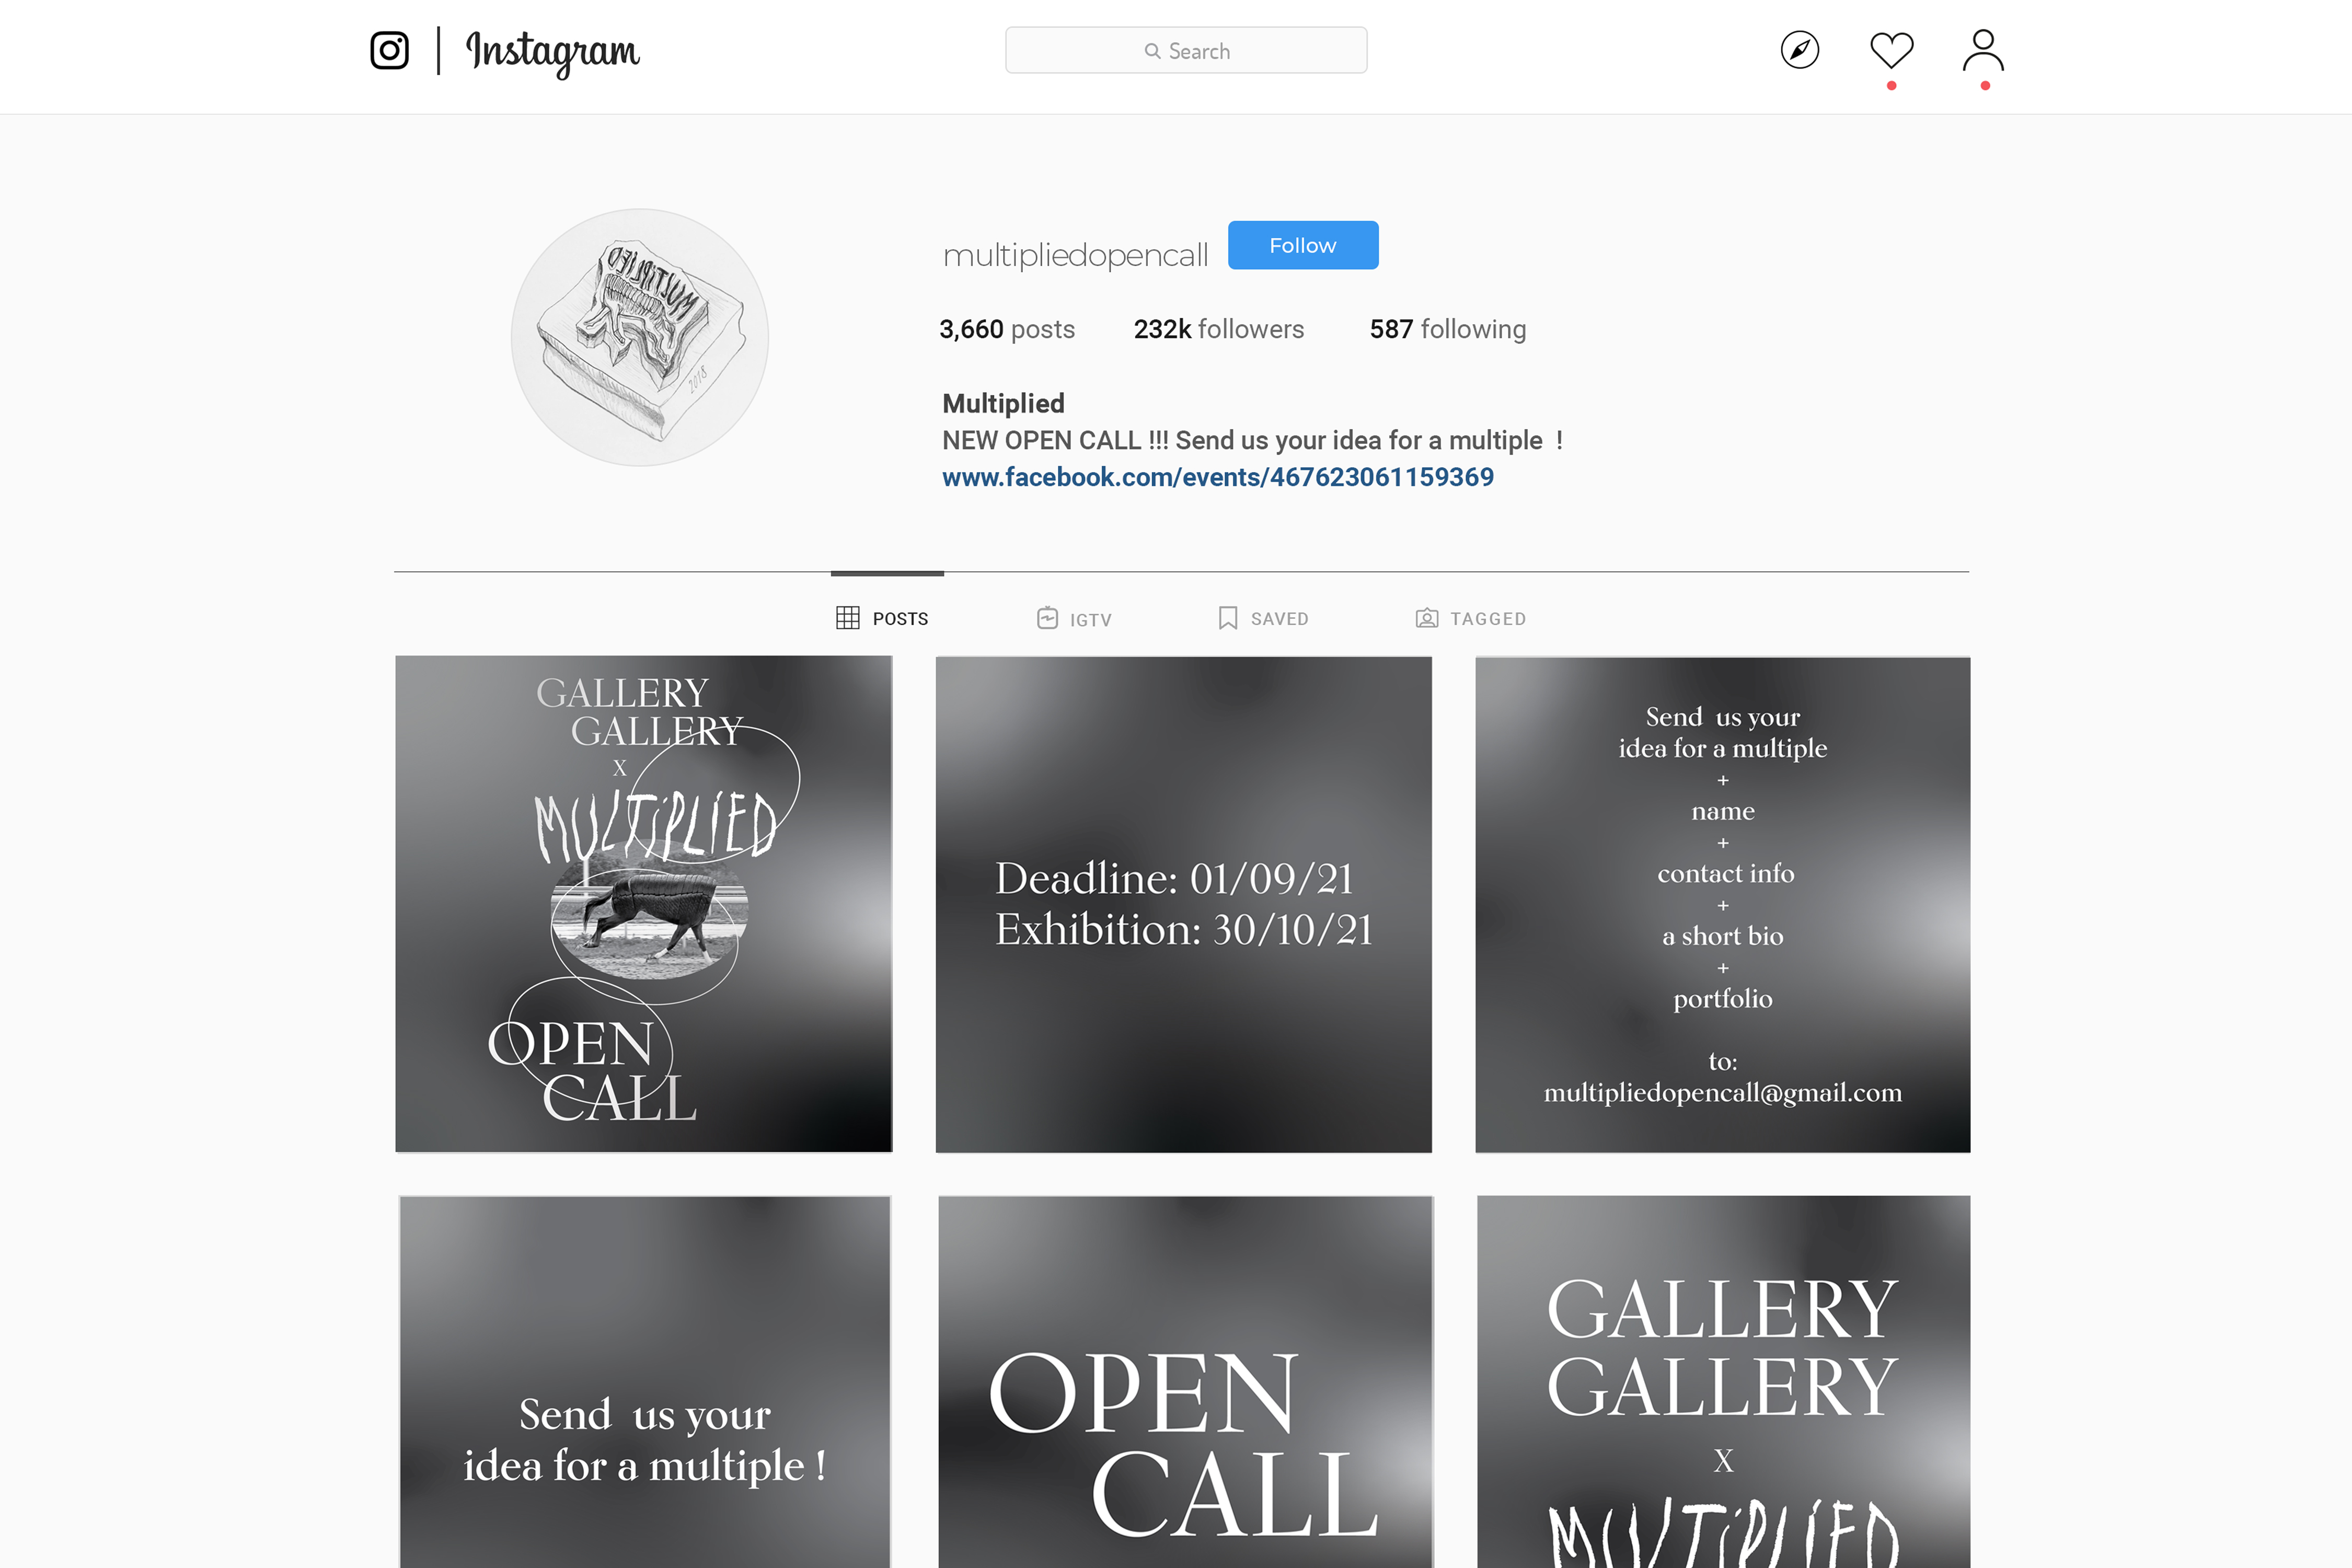 Instagram
Search
multipliedopencall
Follow
3,660 posts 232k followers 587 following
MULTIPLIED
2018
Multiplied
NEW OPEN CALL !!! Send us your idea for a multiple !
www.facebook.com/events/467623061159369
POSTS IGTV SAVED TAGGED
GALLERY
GALLERY
X
MULTiPLIED
OPEN
CALL
Deadline: 01/09/21
Exhibition: 30/10/21
Send us your
idea for a multiple
+
name
+
contact info
+
a short bio
+
portfolio
to:
multipliedopencall@gmail.com
Send us your
idea for a multiple !
OPEN
CALL
GALLERY
GALLERY
X
MULTiPLIED